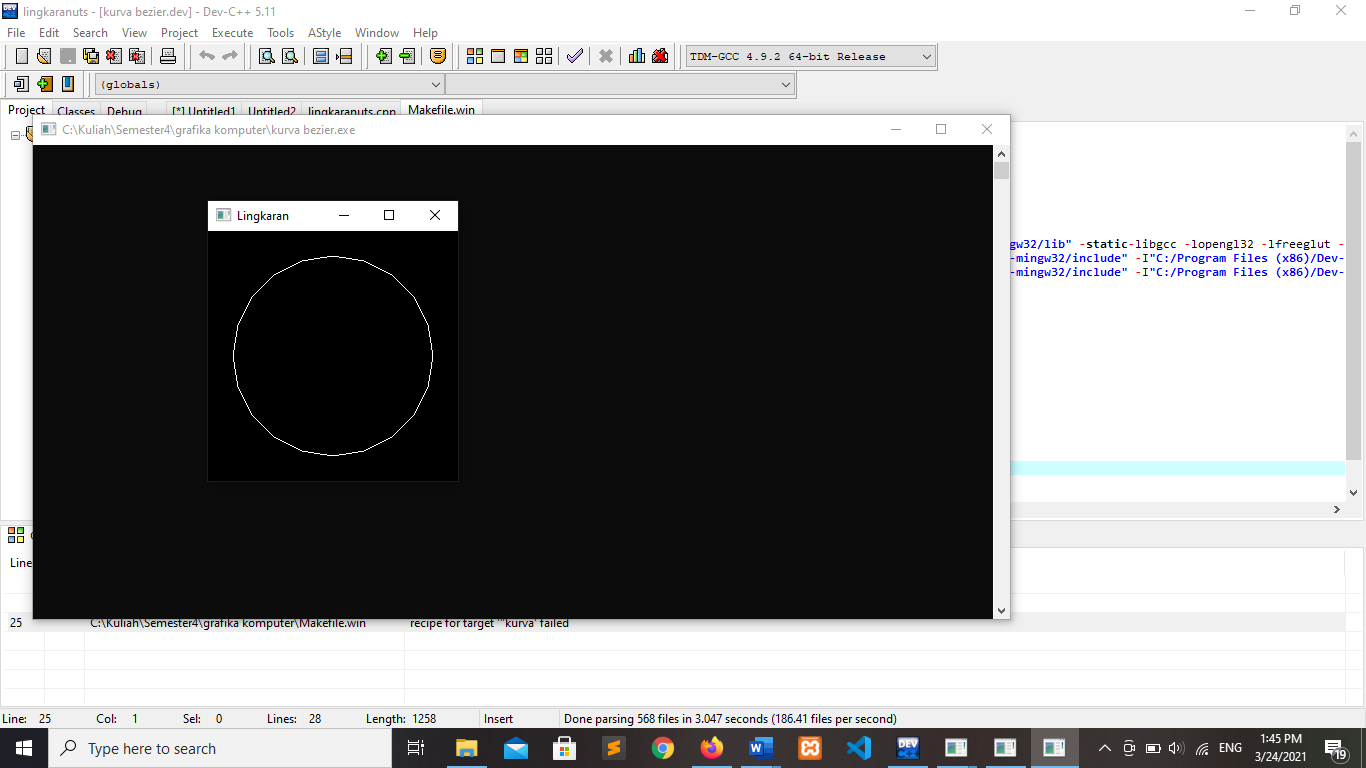 lingkaranuts - [kurva bezier.dev] - Dev-C++ 5.11
File Edit Search View Project Execute Tools AStyle Window Help
TDM-GCC 4.9.2 64-bit Release
(globals)
Project Classes Debug [*] Untitled1 Untitled2 lingkaranuts.cpp Makefile.win
C:\Kuliah\Semester4\grafika komputer\kurva bezier.exe
Lingkaran
gw32/lib" -static-libgcc -lopengl32 -lfreeglut -
-mingw32/include" -I"C:/Program Files (x86)/Dev-
-mingw32/include" -I"C:/Program Files (x86)/Dev-
Line
25 C:\Kuliah\Semester4\grafika komputer\Makefile.win recipe for target '"kurva' failed
Line: 25 Col: 1 Sel: 0 Lines: 28 Length: 1258 Insert Done parsing 568 files in 3.047 seconds (186.41 files per second)
Type here to search
ENG
1:45 PM
3/24/2021
19